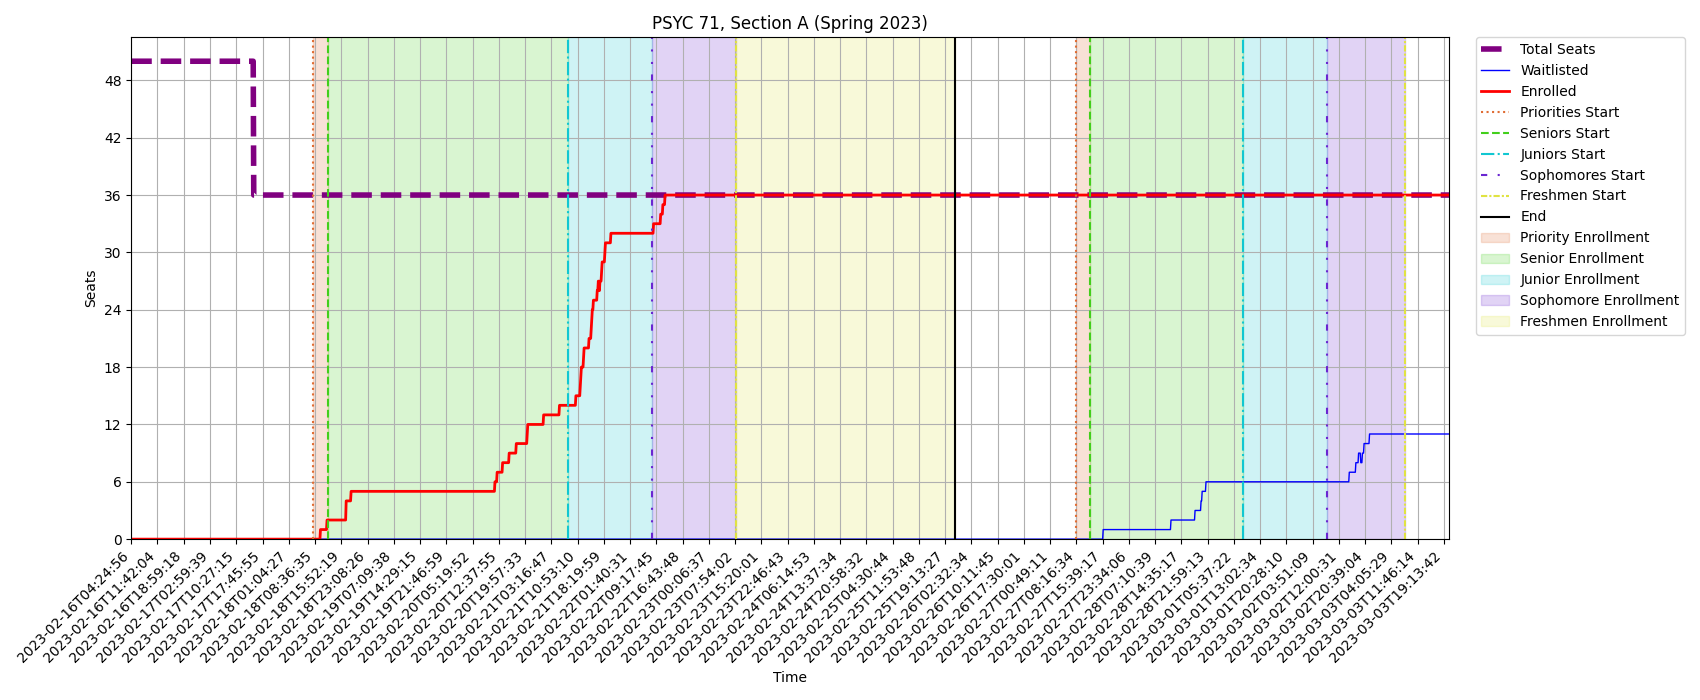 PSYC 71, Section A (Spring 2023)
Seats
48
42
36
30
24
18
12
6
0
2023-02-16T04:24:56
2023-02-16T11:42:04
2023-02-16T18:59:18
2023-02-17T02:59:39
2023-02-17T10:27:15
2023-02-17T17:45:55
2023-02-18T01:04:27
2023-02-18T08:36:35
2023-02-18T15:52:19
2023-02-18T23:08:26
2023-02-19T07:09:38
2023-02-19T14:29:15
2023-02-19T21:46:59
2023-02-20T05:19:52
2023-02-20T12:37:55
2023-02-20T19:57:33
2023-02-21T03:16:47
2023-02-21T10:53:10
2023-02-21T18:19:59
2023-02-22T01:40:31
2023-02-22T09:17:45
2023-02-22T16:43:48
2023-02-23T00:06:37
2023-02-23T07:54:02
2023-02-23T15:20:01
2023-02-23T22:46:43
2023-02-24T06:14:53
2023-02-24T13:37:34
2023-02-24T20:58:32
2023-02-25T04:30:44
2023-02-25T11:53:48
2023-02-25T19:13:27
2023-02-26T02:32:34
2023-02-26T10:11:45
2023-02-26T17:30:01
2023-02-27T00:49:11
2023-02-27T08:16:34
2023-02-27T15:39:17
2023-02-27T23:34:06
2023-02-28T07:10:39
2023-02-28T14:35:17
2023-02-28T21:59:13
2023-03-01T05:37:22
2023-03-01T13:02:34
2023-03-01T20:28:10
2023-03-02T03:51:09
2023-03-02T12:00:31
2023-03-02T20:39:04
2023-03-03T04:05:29
2023-03-03T11:46:14
2023-03-03T19:13:42
Time
Total Seats
Waitlisted
Enrolled
Priorities Start
Seniors Start
Juniors Start
Sophomores Start
Freshmen Start
End
Priority Enrollment
Senior Enrollment
Junior Enrollment
Sophomore Enrollment
Freshmen Enrollment